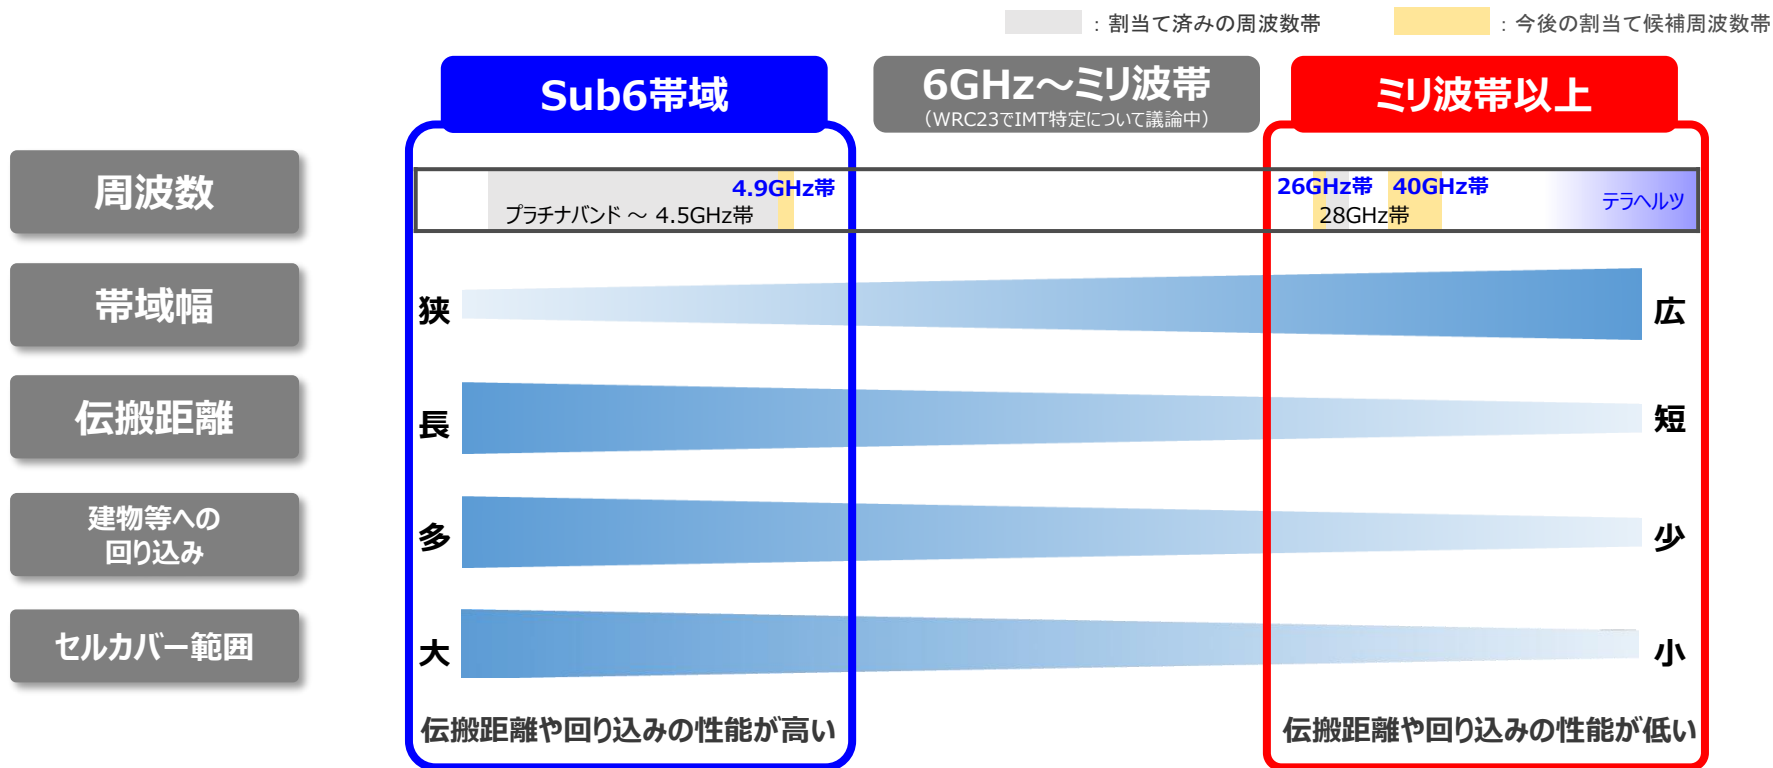 ：割当て済みの周波数帯
：今後の割当て候補周波数帯
Sub6帯域
6GHz～ミリ波帯
（WRC23でIMT特定について議論中）
ミリ波帯以上
周波数
4.9GHz帯
プラチナバンド ～ 4.5GHz帯
26GHz帯
40GHz帯
28GHz帯
テラヘルツ
帯域幅
狭
広
伝搬距離
長
短
建物等への
回り込み
多
少
セルカバー範囲
大
小
伝搬距離や回り込みの性能が高い
伝搬距離や回り込みの性能が低い